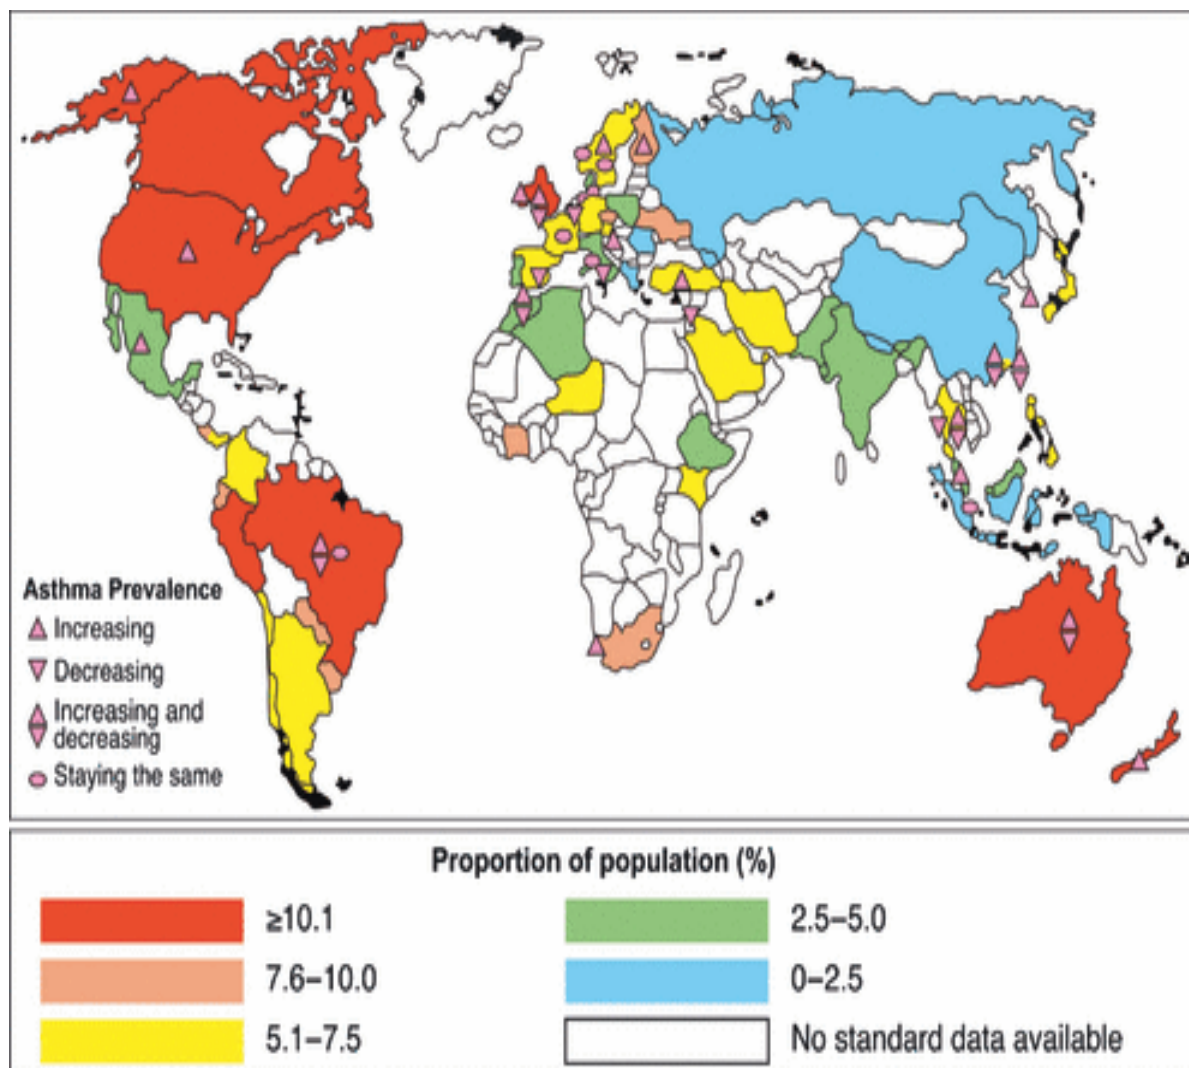 Asthma Prevalence
Increasing
Decreasing
Increasing and
decreasing
Staying the same
Proportion of population (%)
≥10.1
7.6–10.0
5.1–7.5
2.5–5.0
0–2.5
No standard data available